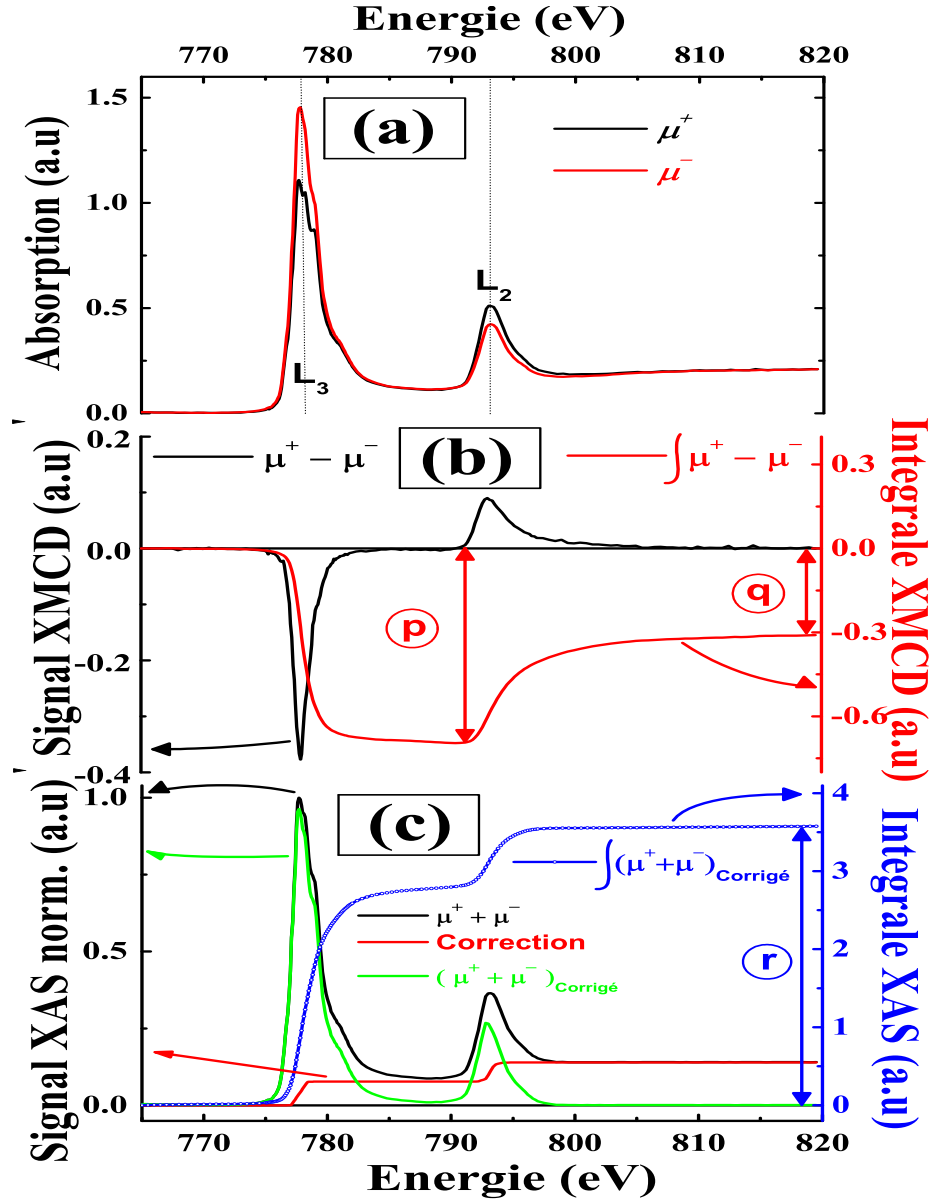 Energie (eV)
770 780 790 800 810 820
Absorption (a.u)
1.5
1.0
0.5
0.0
(a)
μ⁺
μ⁻
L₃
L₂
Signal XMCD (a.u)
0.2
0.0
-0.2
-0.4
μ⁺ − μ⁻
(b)
∫ μ⁺ − μ⁻
p
q
0.3
0.0
-0.3
-0.6
Integrale XMCD (a.u)
Signal XAS norm. (a.u)
1.0
0.5
0.0
(c)
∫(μ⁺+μ⁻)Corrigé
μ⁺ + μ⁻
Correction
(μ⁺ + μ⁻)Corrigé
r
4
3
2
1
0
Integrale XAS (a.u)
770 780 790 800 810 820
Energie (eV)